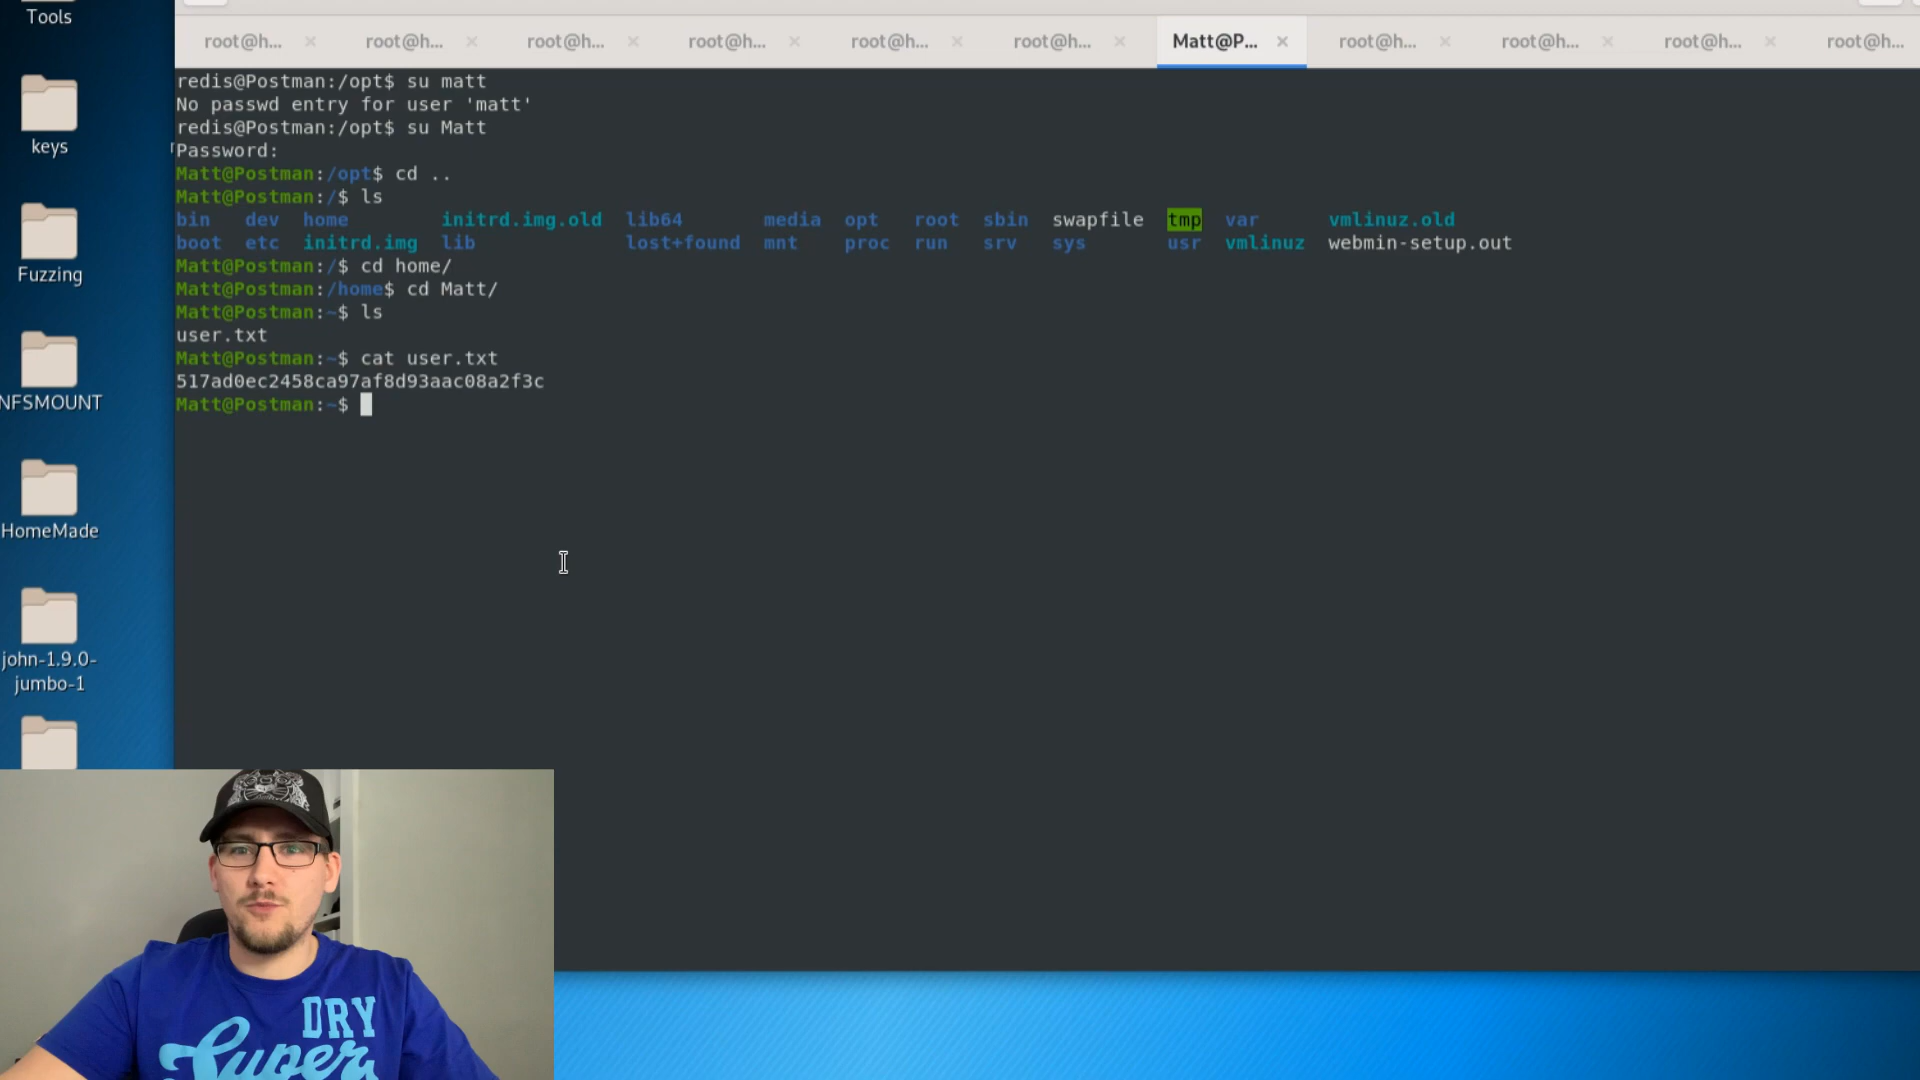 Tools
keys
Fuzzing
NFSMOUNT
HomeMade
john-1.9.0-
jumbo-1
root@h... × root@h... × root@h... × root@h... × root@h... × root@h... × Matt@P... × root@h... × root@h... × root@h... × root@h...
redis@Postman:/opt$ su matt
No passwd entry for user 'matt'
redis@Postman:/opt$ su Matt
Password:
Matt@Postman:/opt$ cd ..
Matt@Postman:/$ ls
bin dev home initrd.img.old lib64 media opt root sbin swapfile tmp var vmlinuz.old
boot etc initrd.img lib lost+found mnt proc run srv sys usr vmlinuz webmin-setup.out
Matt@Postman:/$ cd home/
Matt@Postman:/home$ cd Matt/
Matt@Postman:~$ ls
user.txt
Matt@Postman:~$ cat user.txt
517ad0ec2458ca97af8d93aac08a2f3c
Matt@Postman:~$
DRY
Super